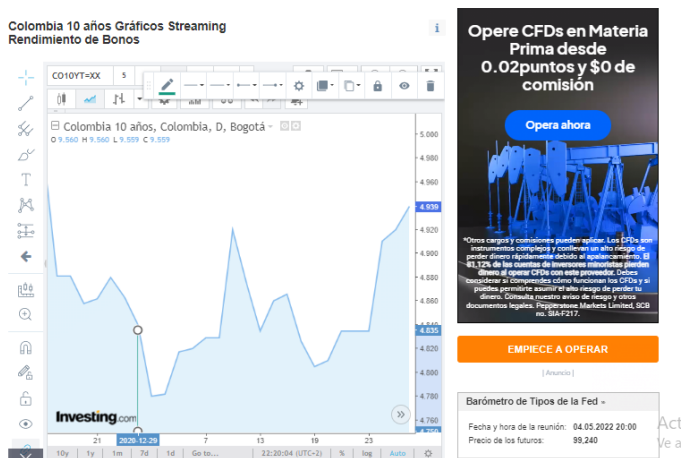 Colombia 10 años Gráficos Streaming
Rendimiento de Bonos
i
CO10YT=XX
5
Colombia 10 años, Colombia, D, Bogotá
O 9.560 H 9.560 L 9.559 C 9.559
5.000
4.980
4.960
4.939
4.920
4.900
4.880
4.860
4.835
4.820
4.800
4.780
4.760
Investing.com
21
2020-12-29
7
13
19
23
10y
1y
1m
7d
1d
Go to...
22:20:04 (UTC+2)
%
log
Auto
Opere CFDs en Materia
Prima desde
0.02puntos y $0 de
comisión
Opera ahora
*Otros cargos y comisiones pueden aplicar. Los CFDs son
instrumentos complejos y conllevan un alto riesgo de
perder dinero rápidamente debido al apalancamiento. El
81,12% de las cuentas de inversores minoristas pierden
dinero al operar CFDs con este proveedor. Debes
considerar si comprendes cómo funcionan los CFDs y si
puedes permitirte asumir el alto riesgo de perder tu
dinero. Consulta nuestro aviso de riesgo y otros
documentos legales. Pepperstone Markets Limited, SCB
no. SIA-F217.
EMPIECE A OPERAR
[ Anuncio ]
Barómetro de Tipos de la Fed
Fecha y hora de la reunión: 04.05.2022 20:00
Precio de los futuros: 99,240
Act
Ve a